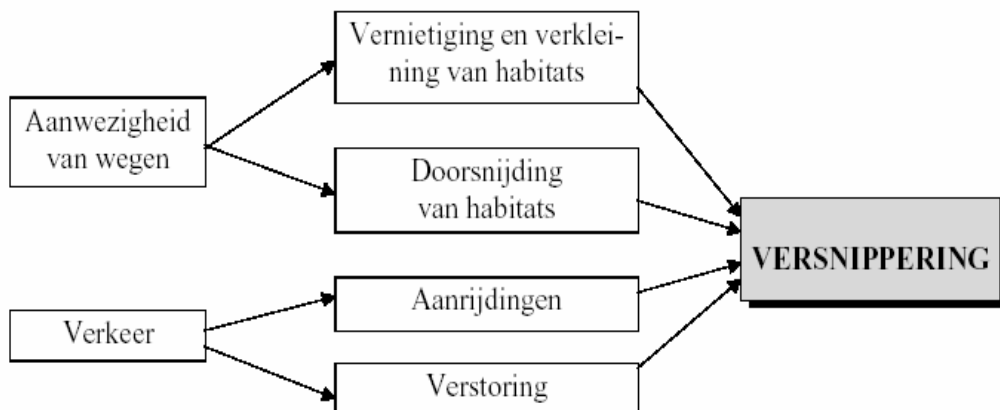 Vernietiging en verklei-
ning van habitats
Aanwezigheid
van wegen
Doorsnijding
van habitats
VERSNIPPERING
Aanrijdingen
Verkeer
Verstoring